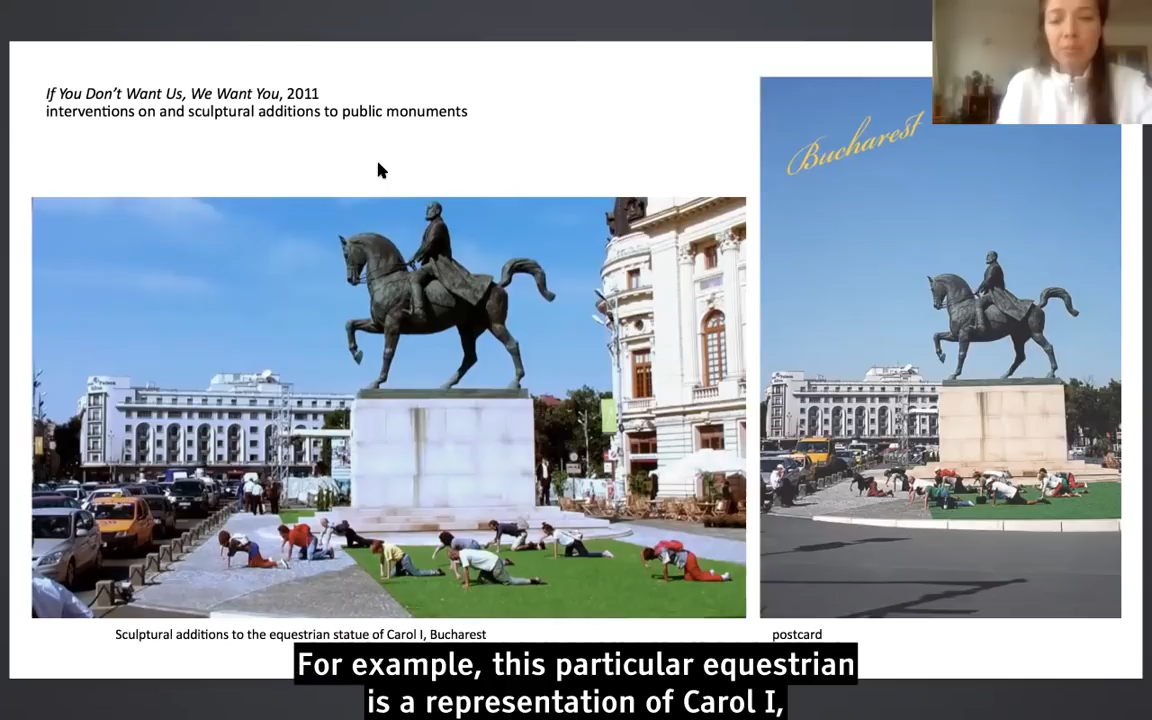 If You Don't Want Us, We Want You, 2011
interventions on and sculptural additions to public monuments
Bucharest
Sculptural additions to the equestrian statue of Carol I, Bucharest
postcard
For example, this particular equestrian
is a representation of Carol I,